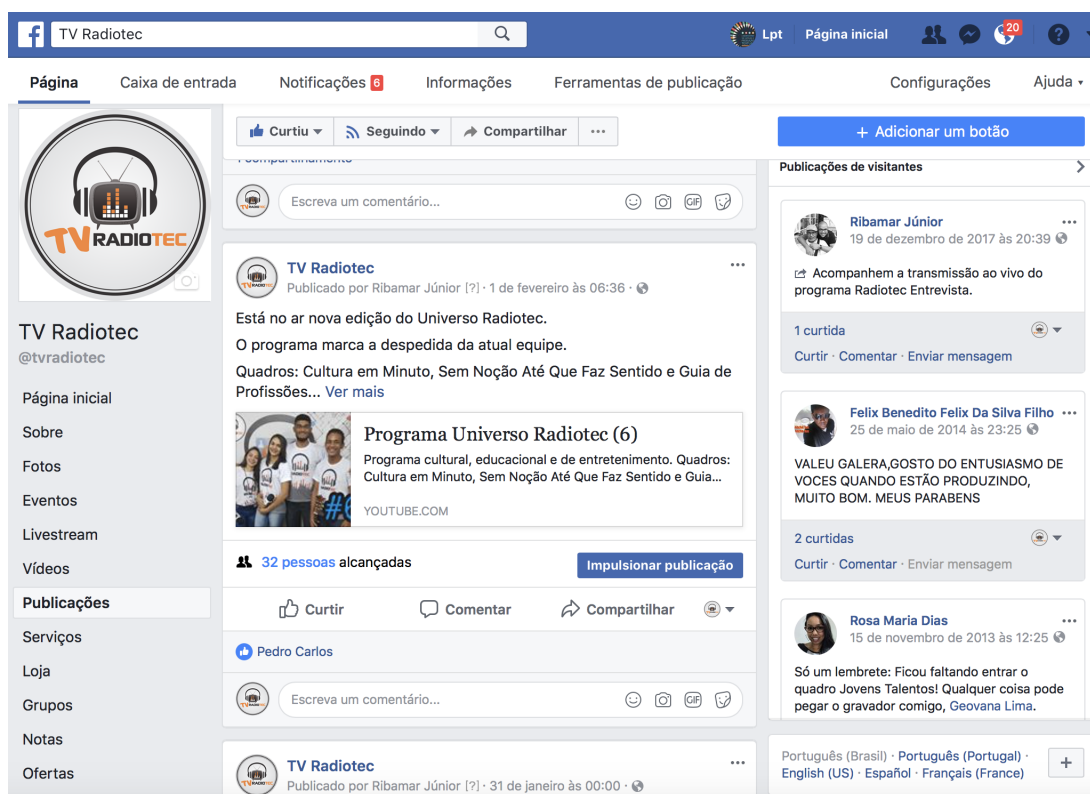 TV Radiotec
Lpt
Página inicial
20
Página
Caixa de entrada
Notificações 6
Informações
Ferramentas de publicação
Configurações
Ajuda
TV RADIOTEC
TV Radiotec
@tvradiotec
Página inicial
Sobre
Fotos
Eventos
Livestream
Vídeos
Publicações
Serviços
Loja
Grupos
Notas
Ofertas
Curtiu
Seguindo
Compartilhar
+ Adicionar um botão
1 compartilhamento
Escreva um comentário...
GIF
TV Radiotec
Publicado por Ribamar Júnior [?] · 1 de fevereiro às 06:36 ·
Está no ar nova edição do Universo Radiotec.
O programa marca a despedida da atual equipe.
Quadros: Cultura em Minuto, Sem Noção Até Que Faz Sentido e Guia de
Profissões... Ver mais
#6
Programa Universo Radiotec (6)
Programa cultural, educacional e de entretenimento. Quadros:
Cultura em Minuto, Sem Noção Até Que Faz Sentido e Guia...
YOUTUBE.COM
32 pessoas alcançadas
Impulsionar publicação
Curtir
Comentar
Compartilhar
Pedro Carlos
Escreva um comentário...
GIF
TV Radiotec
Publicado por Ribamar Júnior [?] · 31 de janeiro às 00:00 ·
Publicações de visitantes
Ribamar Júnior
19 de dezembro de 2017 às 20:39
Acompanhem a transmissão ao vivo do
programa Radiotec Entrevista.
1 curtida
Curtir · Comentar · Enviar mensagem
Felix Benedito Felix Da Silva Filho
25 de maio de 2014 às 23:25
VALEU GALERA,GOSTO DO ENTUSIASMO DE
VOCES QUANDO ESTÃO PRODUZINDO,
MUITO BOM. MEUS PARABENS
2 curtidas
Curtir · Comentar · Enviar mensagem
Rosa Maria Dias
15 de novembro de 2013 às 12:25
Só um lembrete: Ficou faltando entrar o
quadro Jovens Talentos! Qualquer coisa pode
pegar o gravador comigo, Geovana Lima.
Português (Brasil) · Português (Portugal) ·
English (US) · Español · Français (France)